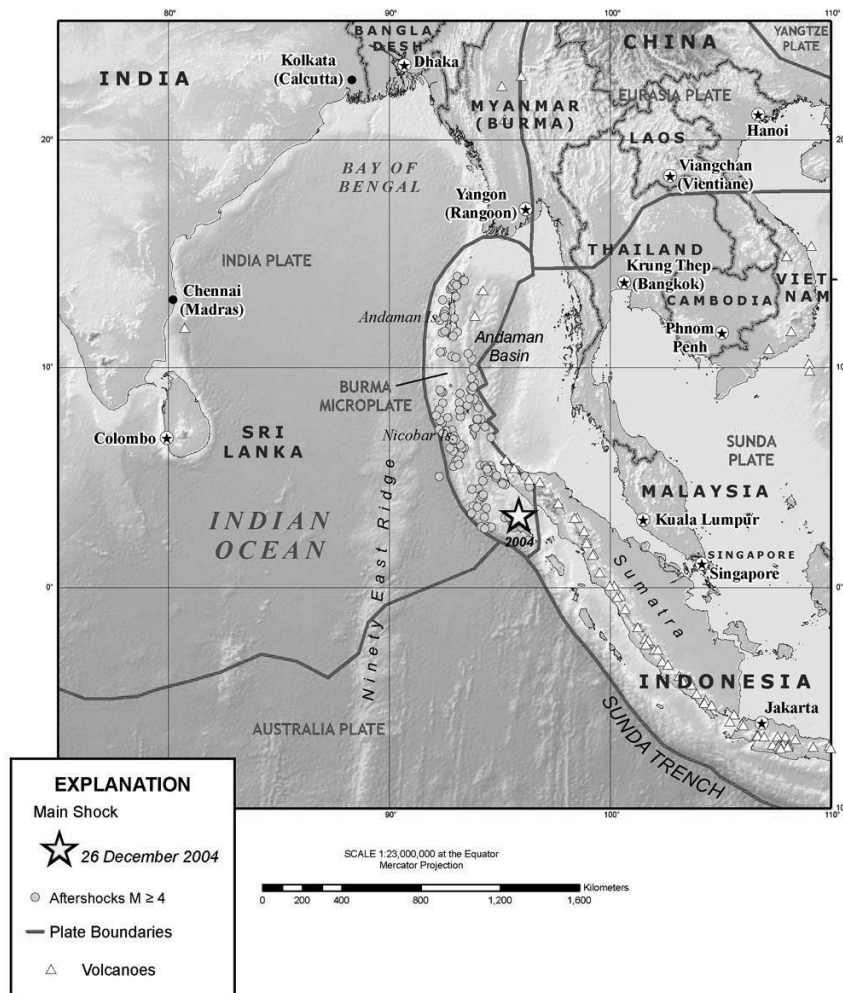 80°
90°
100°
110°
BANGLA
DESH
CHINA
YANGTZE
PLATE
Kolkata
(Calcutta)
Dhaka
INDIA
MYANMAR
(BURMA)
EURASIA PLATE
Hanoi
20°
20°
LAOS
BAY OF
BENGAL
Viangchan
(Vientiane)
Yangon
(Rangoon)
THAILAND
INDIA PLATE
Krung Thep
(Bangkok)
VIET
NAM
Chennai
(Madras)
CAMBODIA
Andaman Is.
Andaman
Basin
Phnom
Penh
10°
10°
BURMA
MICROPLATE
Colombo
SRI
LANKA
Nicobar Is.
SUNDA
PLATE
MALAYSIA
INDIAN
OCEAN
Ninety East Ridge
2004
Kuala Lumpur
SINGAPORE
Singapore
0°
0°
Sumatra
INDONESIA
Jakarta
AUSTRALIA PLATE
SUNDA TRENCH
90°
100°
110°
EXPLANATION
Main Shock
26 December 2004
Aftershocks M ≥ 4
Plate Boundaries
Volcanoes
SCALE 1:23,000,000 at the Equator
Mercator Projection
Kilometers
0 200 400 800 1,200 1,600